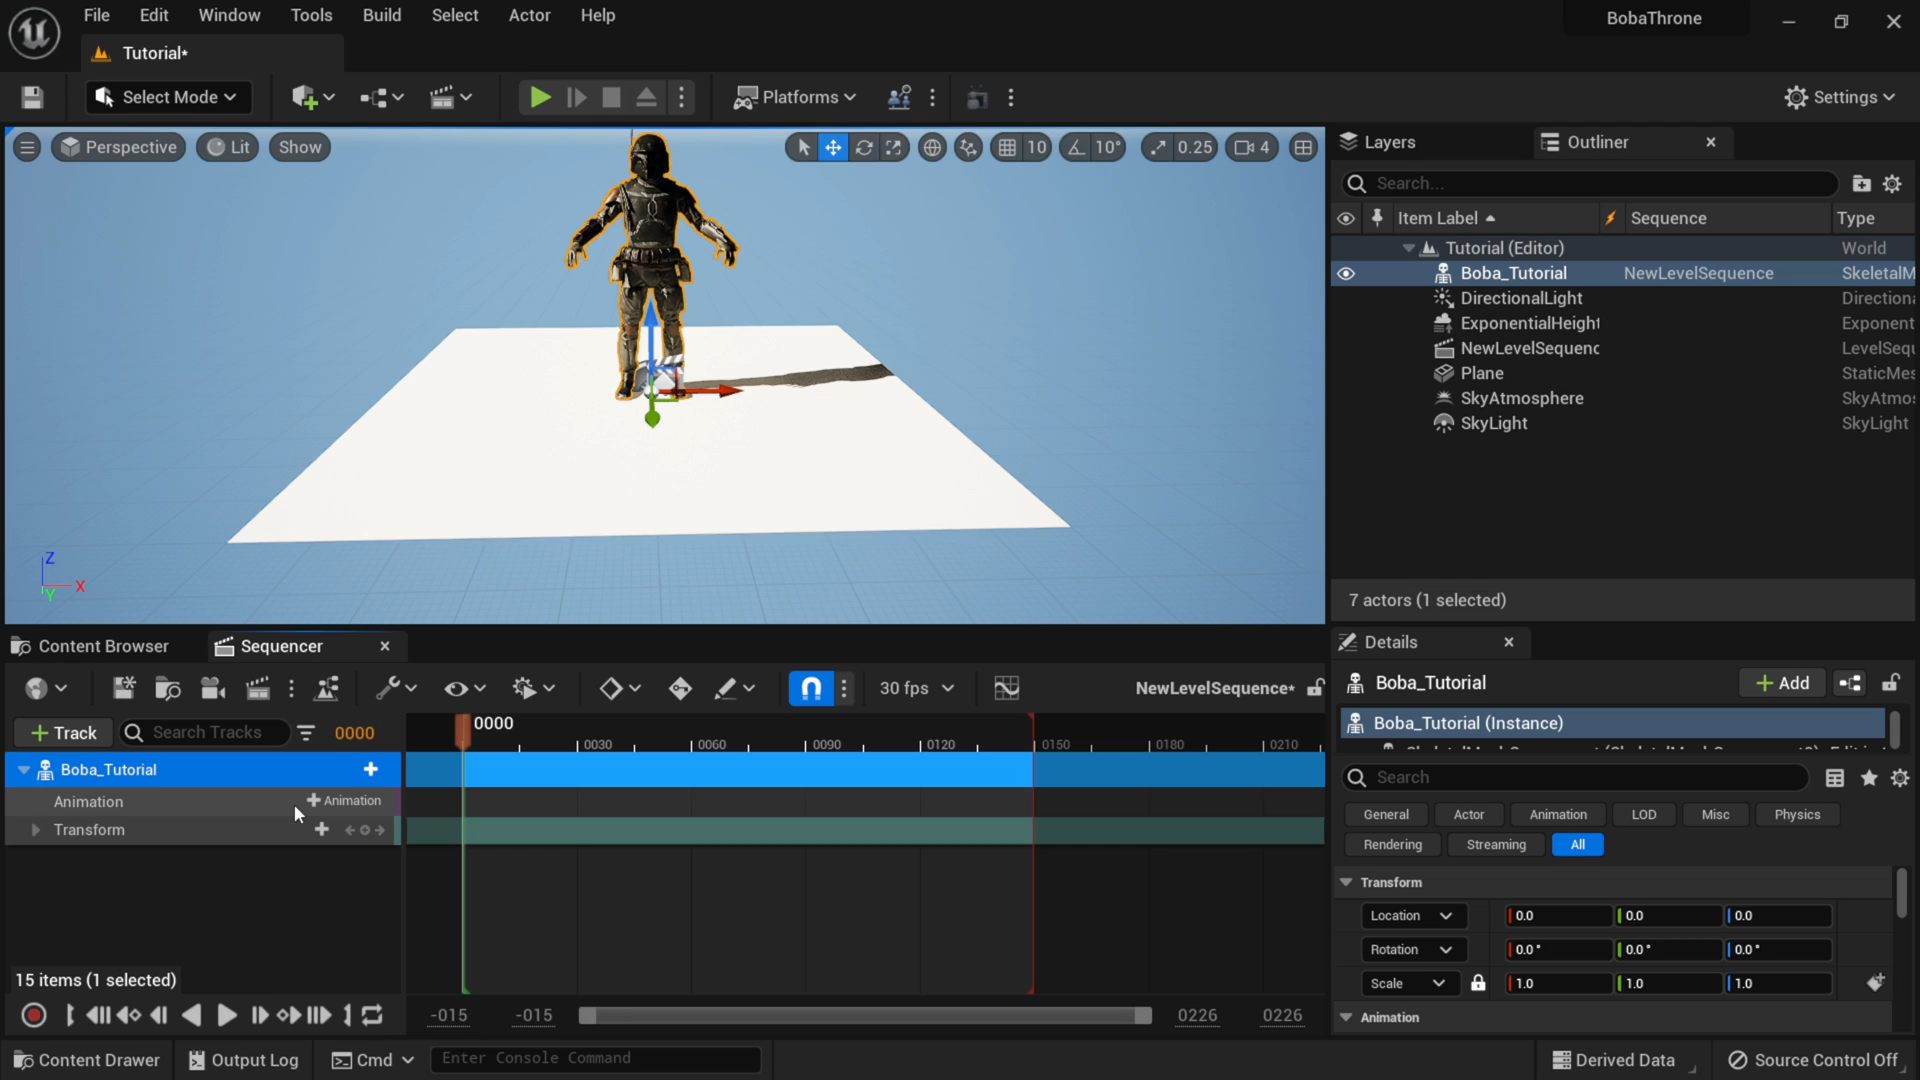 File Edit Window Tools Build Select Actor Help
BobaThrone
Tutorial*
Select Mode
Platforms
Settings
Perspective Lit Show
10 10° 0.25 4
Layers
Outliner
Search...
Item Label Sequence Type
Tutorial (Editor) World
Boba_Tutorial NewLevelSequence SkeletalM
DirectionalLight Directiona
ExponentialHeight Exponent
NewLevelSequenc LevelSequ
Plane StaticMes
SkyAtmosphere SkyAtmo
SkyLight SkyLight
7 actors (1 selected)
Z
X
Y
Content Browser Sequencer
30 fps
NewLevelSequence*
Track
Search Tracks
0000
0000
0030 0060 0090 0120 0150 0180 0210
Boba_Tutorial
Animation
Animation
Transform
15 items (1 selected)
-015 -015 0226 0226
Details
Boba_Tutorial
Add
Boba_Tutorial (Instance)
Search
General Actor Animation LOD Misc Physics
Rendering Streaming All
Transform
Location 0.0 0.0 0.0
Rotation 0.0° 0.0° 0.0°
Scale 1.0 1.0 1.0
Animation
Content Drawer Output Log Cmd Enter Console Command
Derived Data Source Control Off